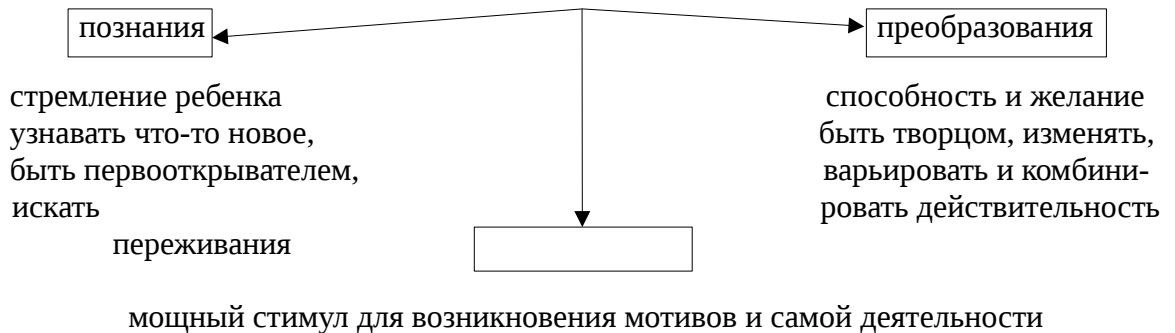 познания
преобразования
стремление ребенка
узнавать что-то новое,
быть первооткрывателем,
искать
способность и желание
быть творцом, изменять,
варьировать и комбини-
ровать действительность
переживания
мощный стимул для возникновения мотивов и самой деятельности